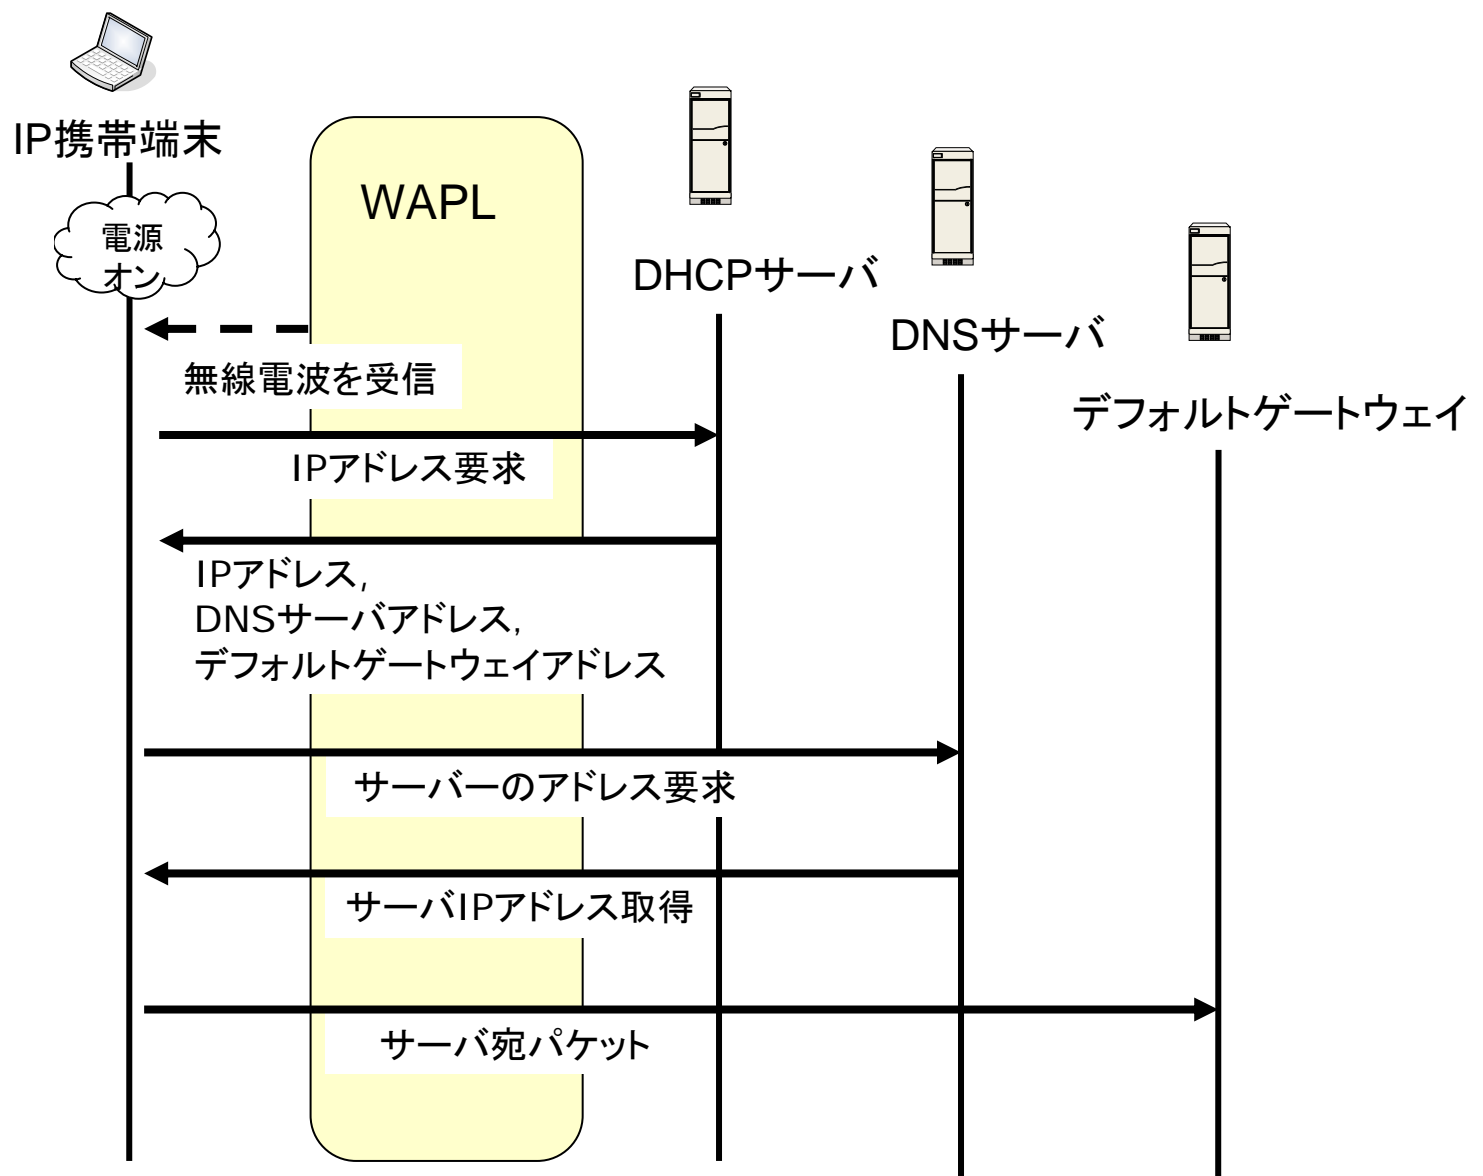 IP携帯端末
電源
オン
WAPL
DHCPサーバ
DNSサーバ
デフォルトゲートウェイ
無線電波を受信
IPアドレス要求
IPアドレス,
DNSサーバアドレス,
デフォルトゲートウェイアドレス
サーバーのアドレス要求
サーバIPアドレス取得
サーバ宛パケット